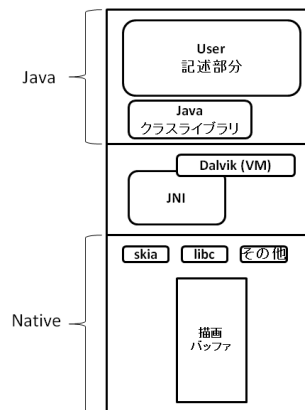 User
記述部分
Java
Java
クラスライブラリ
Dalvik (VM)
JNI
skia
libc
その他
Native
描画
バッファ